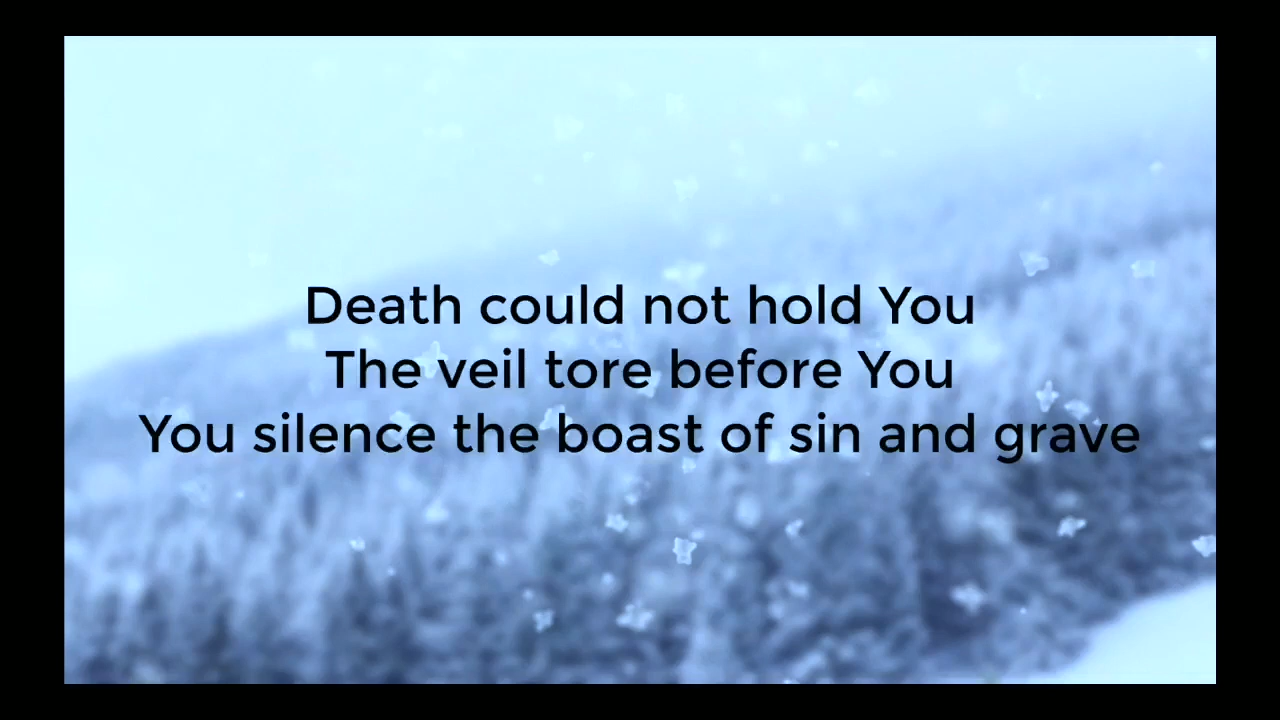 Death could not hold You
The veil tore before You
You silence the boast of sin and grave